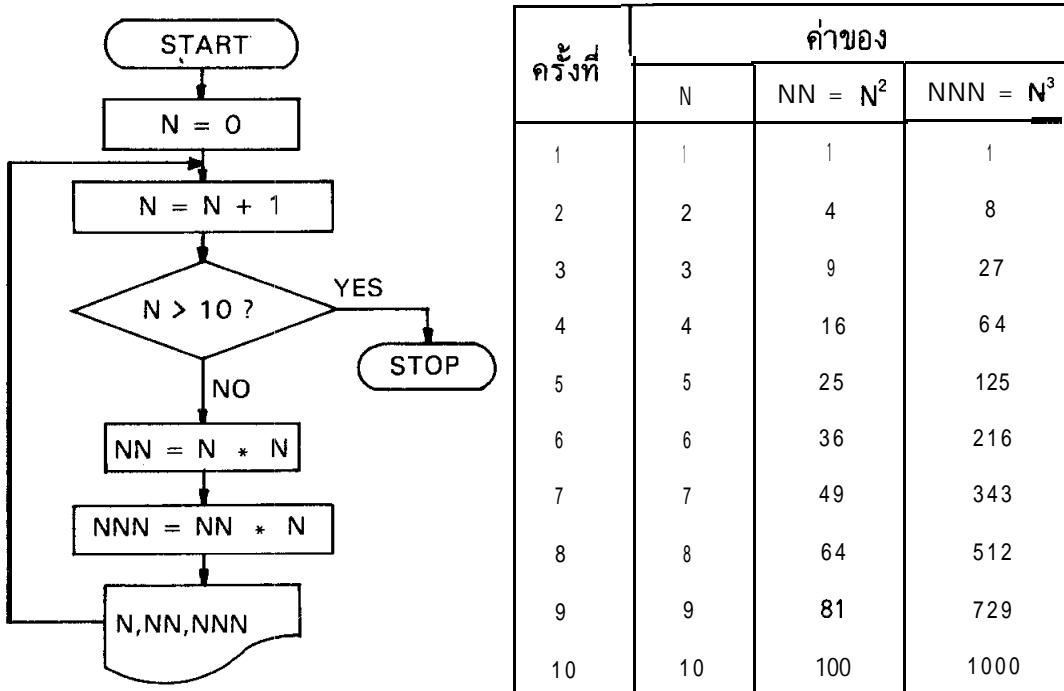 START
N = 0
N = N + 1
N > 10 ?
YES
STOP
NO
NN = N * N
NNN = NN * N
N,NN,NNN
ครั้งที่ ค่าของ
N NN = N² NNN = N³
1 1 1 1
2 2 4 8
3 3 9 27
4 4 16 64
5 5 25 125
6 6 36 216
7 7 49 343
8 8 64 512
9 9 81 729
10 10 100 1000